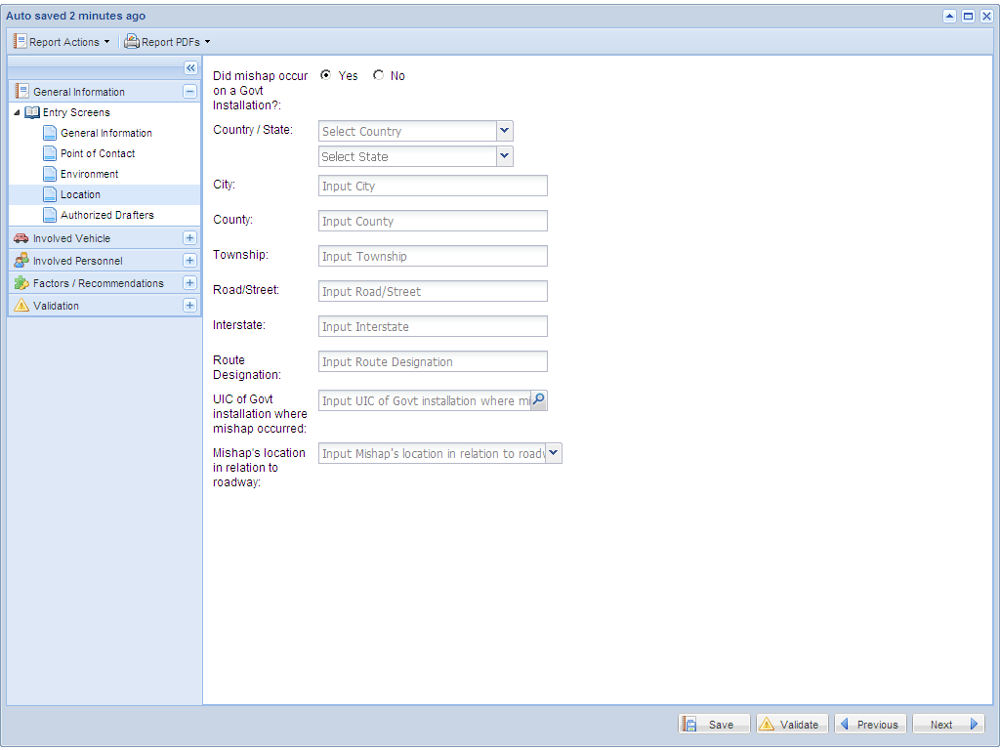 Auto saved 2 minutes ago
Report Actions
Report PDFs
General Information
Entry Screens
General Information
Point of Contact
Environment
Location
Authorized Drafters
Involved Vehicle
Involved Personnel
Factors / Recommendations
Validation
Did mishap occur
on a Govt
Installation?:
Yes
No
Country / State:
Select Country
Select State
City:
Input City
County:
Input County
Township:
Input Township
Road/Street:
Input Road/Street
Interstate:
Input Interstate
Route
Designation:
Input Route Designation
UIC of Govt
installation where
mishap occurred:
Input UIC of Govt installation where mi
Mishap's location
in relation to
roadway:
Input Mishap's location in relation to roadw
Save
Validate
Previous
Next